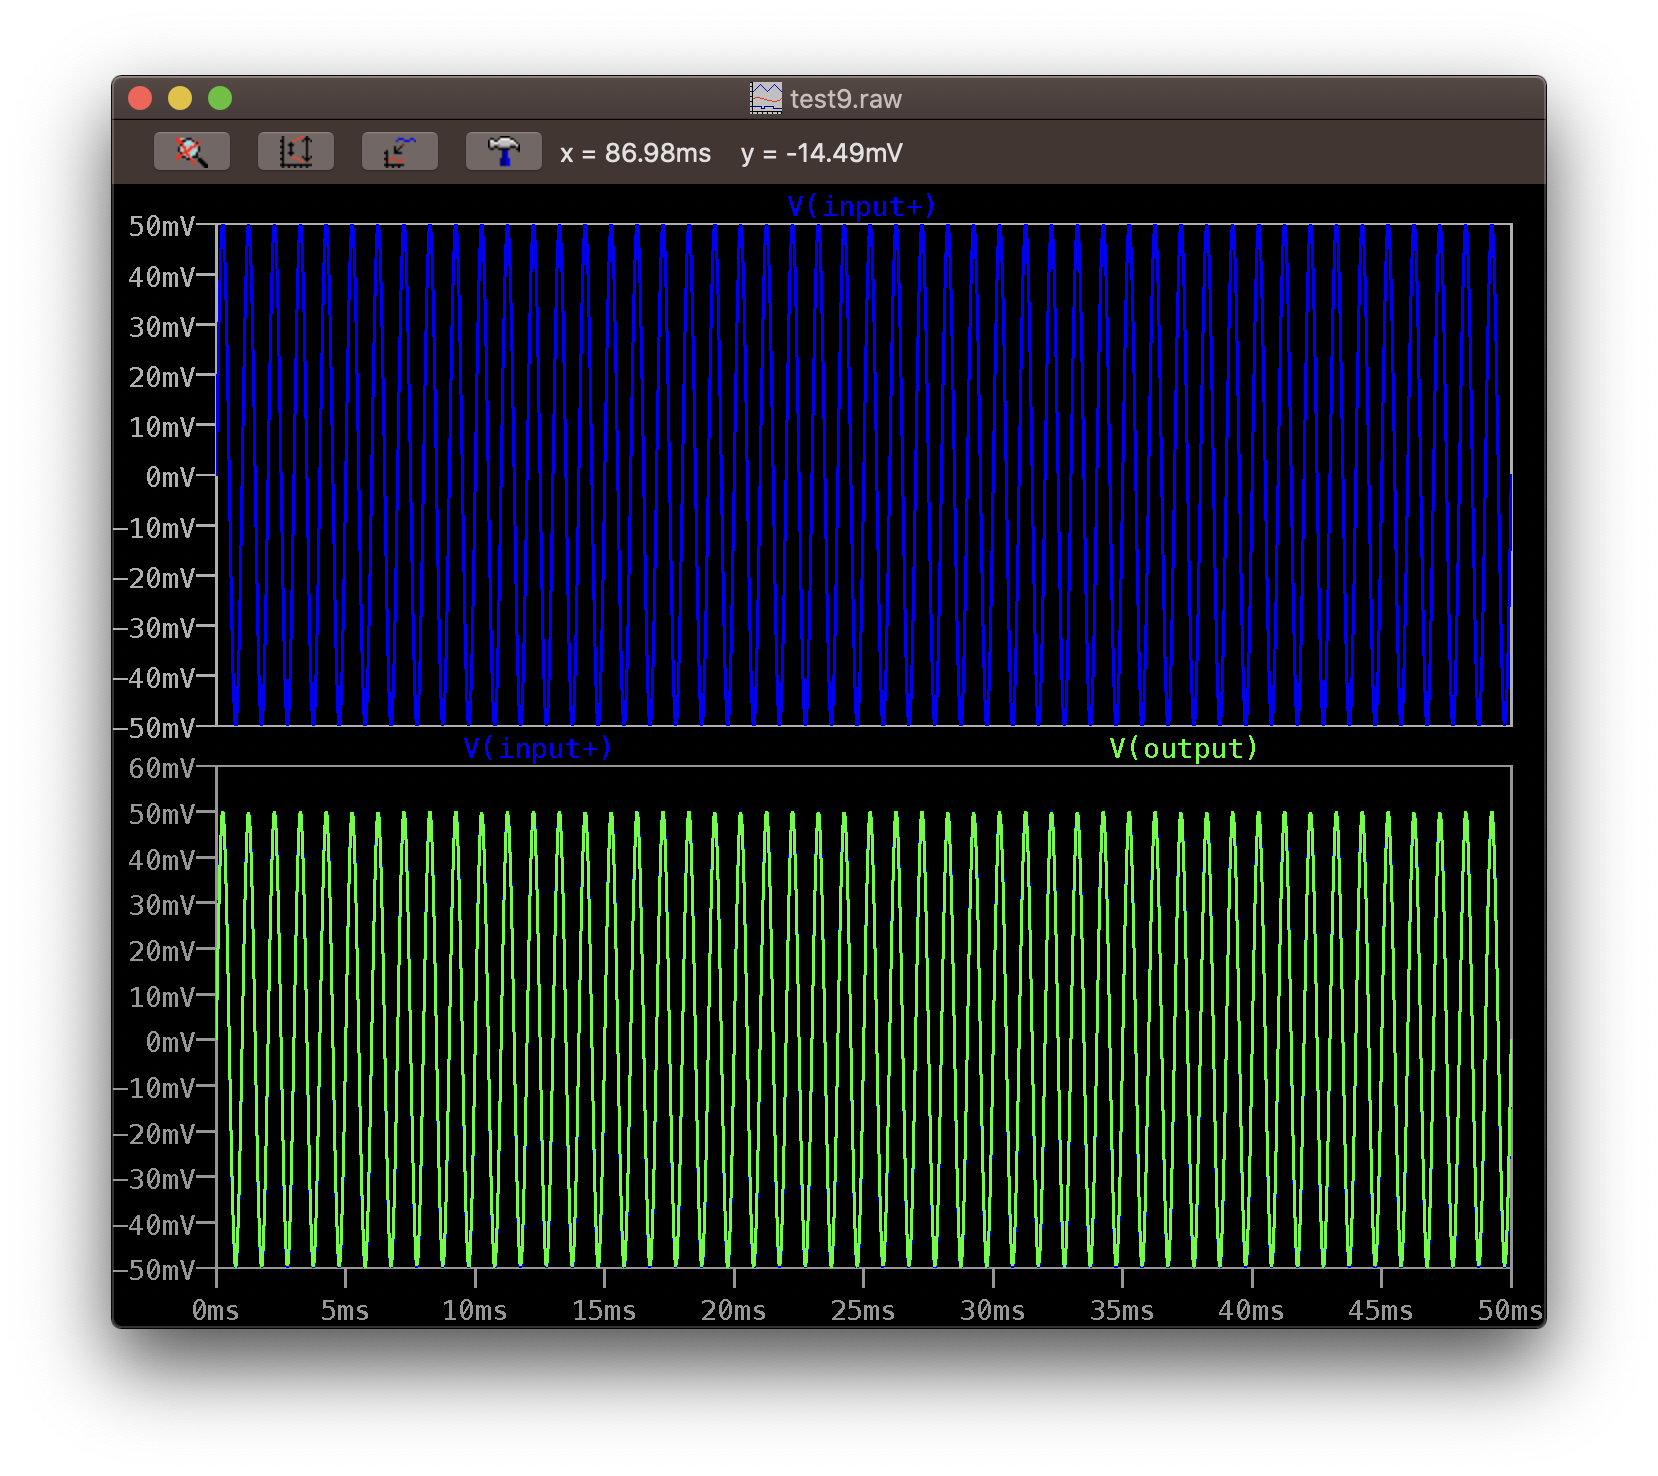 test9.raw
x = 86.98ms y = -14.49mV
V(input+)
50mV
40mV
30mV
20mV
10mV
0mV
-10mV
-20mV
-30mV
-40mV
-50mV
V(input+) V(output)
60mV
50mV
40mV
30mV
20mV
10mV
0mV
-10mV
-20mV
-30mV
-40mV
-50mV
0ms 5ms 10ms 15ms 20ms 25ms 30ms 35ms 40ms 45ms 50ms